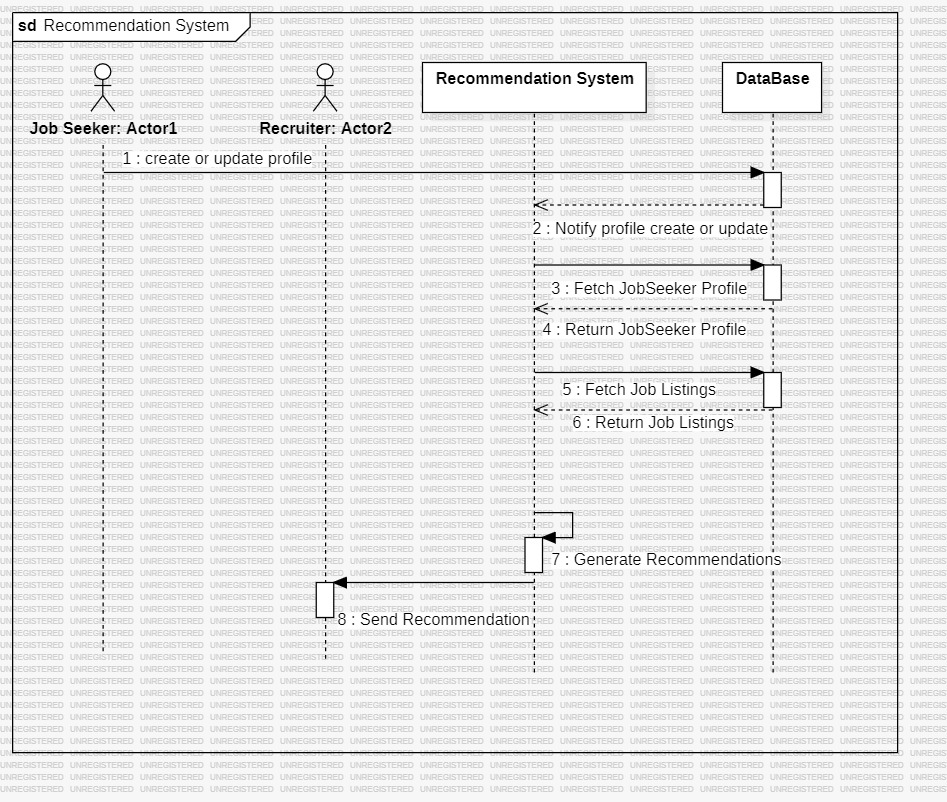 sd Recommendation System
Recommendation System
DataBase
Job Seeker: Actor1
Recruiter: Actor2
1 : create or update profile
2 : Notify profile create or update
3 : Fetch JobSeeker Profile
4 : Return JobSeeker Profile
5 : Fetch Job Listings
6 : Return Job Listings
7 : Generate Recommendations
8 : Send Recommendation
UNREGISTERED